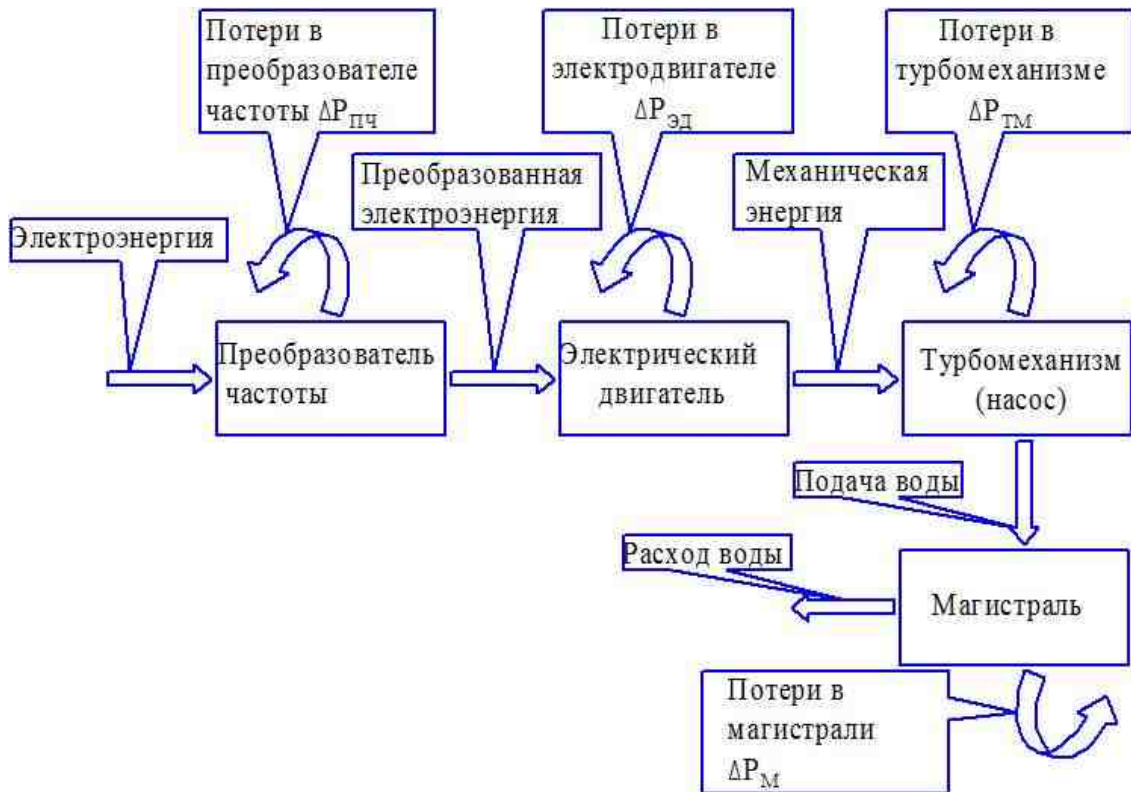 Потери в
преобразователе
частоты ΔPПЧ
Потери в
электродвигателе
ΔPЭД
Потери в
турбомеханизме
ΔPТМ
Преобразованная
электроэнергия
Механическая
энергия
Электроэнергия
Преобразователь
частоты
Электрический
двигатель
Турбомеханизм
(насос)
Подача воды
Расход воды
Магистраль
Потери в
магистрали
ΔPМ